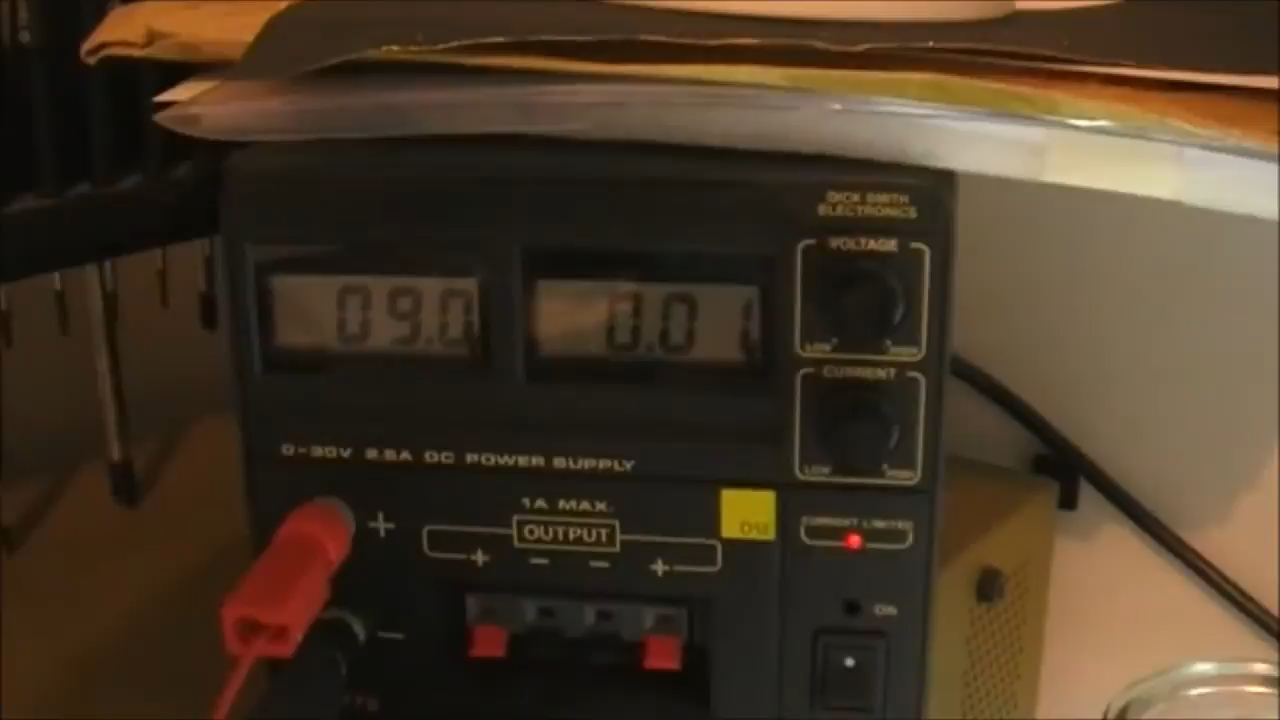 DICK SMITH
ELECTRONICS
VOLTAGE
09.0
0.01
LOW HIGH
CURRENT
LOW HIGH
0-30V 2.5A DC POWER SUPPLY
1A MAX.
OUTPUT
+
+ - - +
CURRENT LIMITED
ON
-